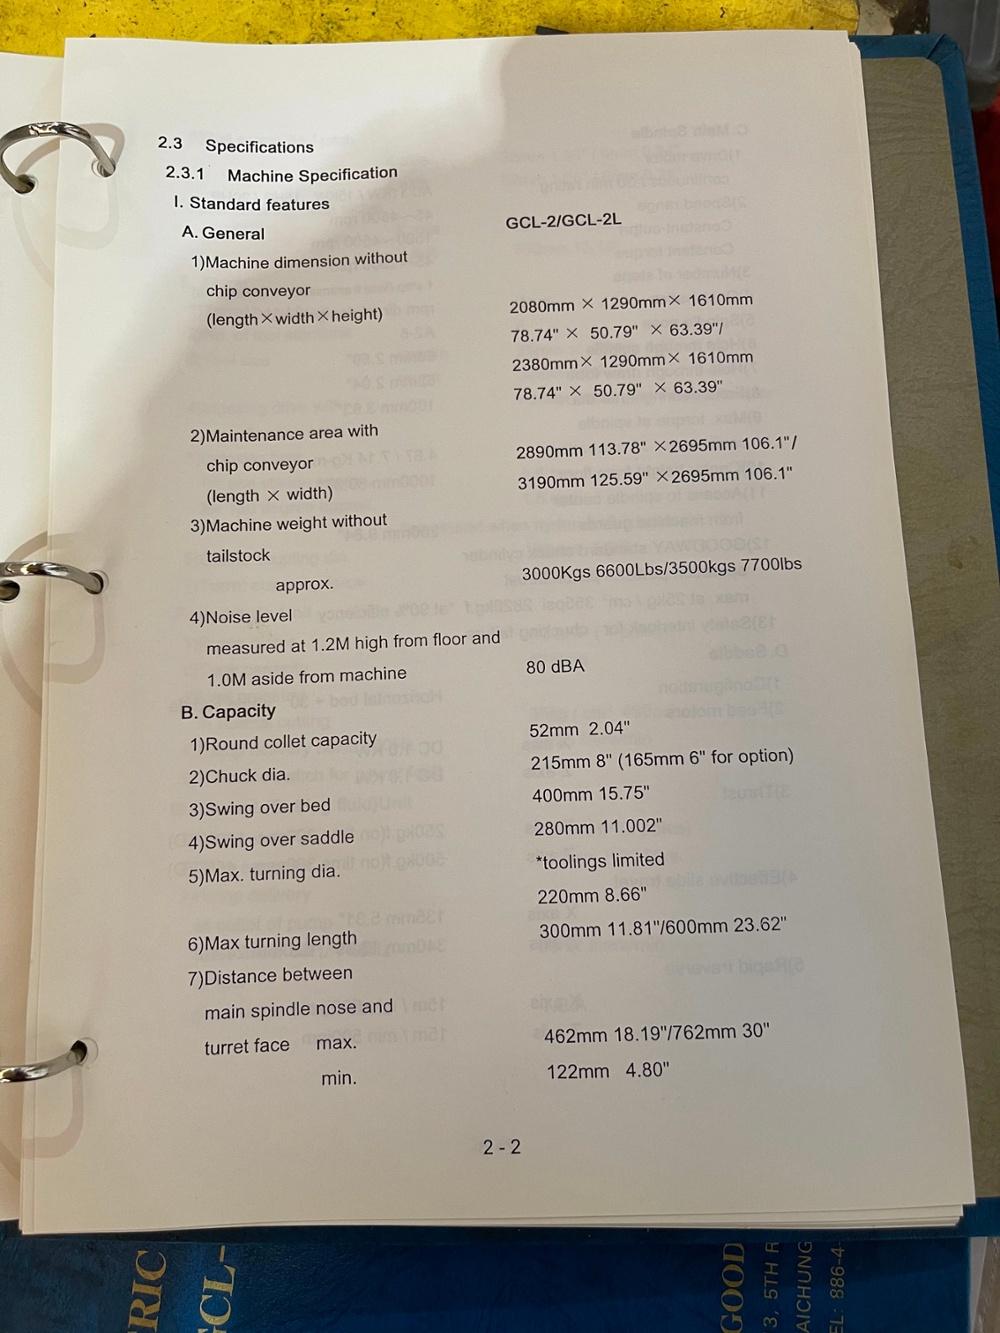 2.3 Specifications
2.3.1 Machine Specification
I. Standard features
A. General GCL-2/GCL-2L
1)Machine dimension without
chip conveyor
(length×width×height) 2080mm × 1290mm× 1610mm
78.74" × 50.79" × 63.39"/
2380mm× 1290mm× 1610mm
78.74" × 50.79" × 63.39"
2)Maintenance area with
chip conveyor 2890mm 113.78" ×2695mm 106.1"/
(length × width) 3190mm 125.59" ×2695mm 106.1"
3)Machine weight without
tailstock
approx. 3000Kgs 6600Lbs/3500kgs 7700lbs
4)Noise level
measured at 1.2M high from floor and
1.0M aside from machine 80 dBA
B. Capacity
1)Round collet capacity 52mm 2.04"
2)Chuck dia. 215mm 8" (165mm 6" for option)
3)Swing over bed 400mm 15.75"
4)Swing over saddle 280mm 11.002"
5)Max. turning dia. *toolings limited
220mm 8.66"
6)Max turning length 300mm 11.81"/600mm 23.62"
7)Distance between
main spindle nose and
turret face max. 462mm 18.19"/762mm 30"
min. 122mm 4.80"
2 - 2
RIC
GCL-
GOOD
3, 5TH R
AICHUNG
EL: 886-4-